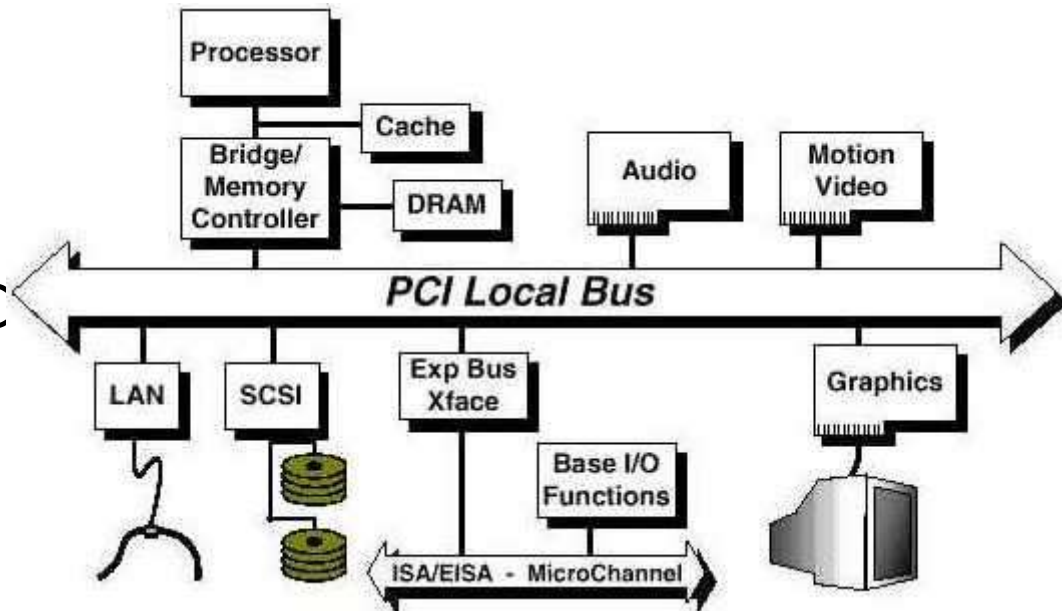 Processor
Cache
Bridge/
Memory
Controller
DRAM
Audio
Motion
Video
PCI Local Bus
LAN
SCSI
Exp Bus
Xface
Base I/O
Functions
Graphics
ISA/EISA - MicroChannel